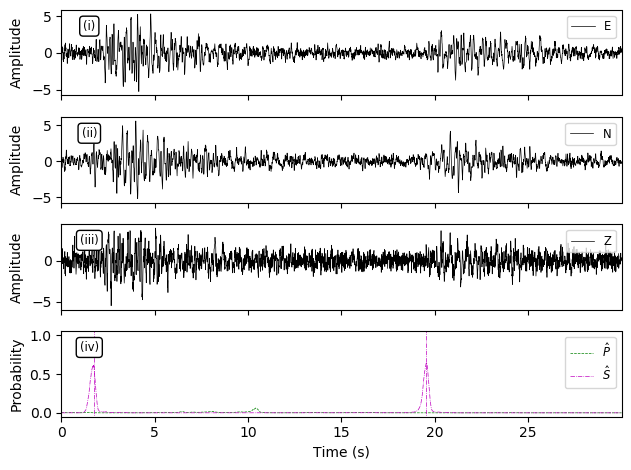 5
0
−5
Amplitude
(i)
E
5
0
−5
Amplitude
(ii)
N
0
−5
Amplitude
(iii)
Z
1.0
0.5
0.0
Probability
(iv)
P̂
Ŝ
0 5 10 15 20 25
Time (s)